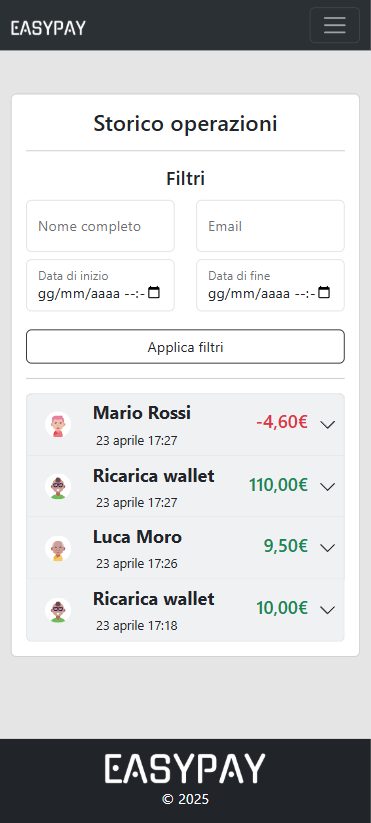 EASYPAY
Storico operazioni
Filtri
Nome completo
Email
Data di inizio
gg/mm/aaaa --:-
Data di fine
gg/mm/aaaa --:-
Applica filtri
Mario Rossi
-4,60€
23 aprile 17:27
Ricarica wallet
110,00€
23 aprile 17:27
Luca Moro
9,50€
23 aprile 17:26
Ricarica wallet
10,00€
23 aprile 17:18
EASYPAY
© 2025